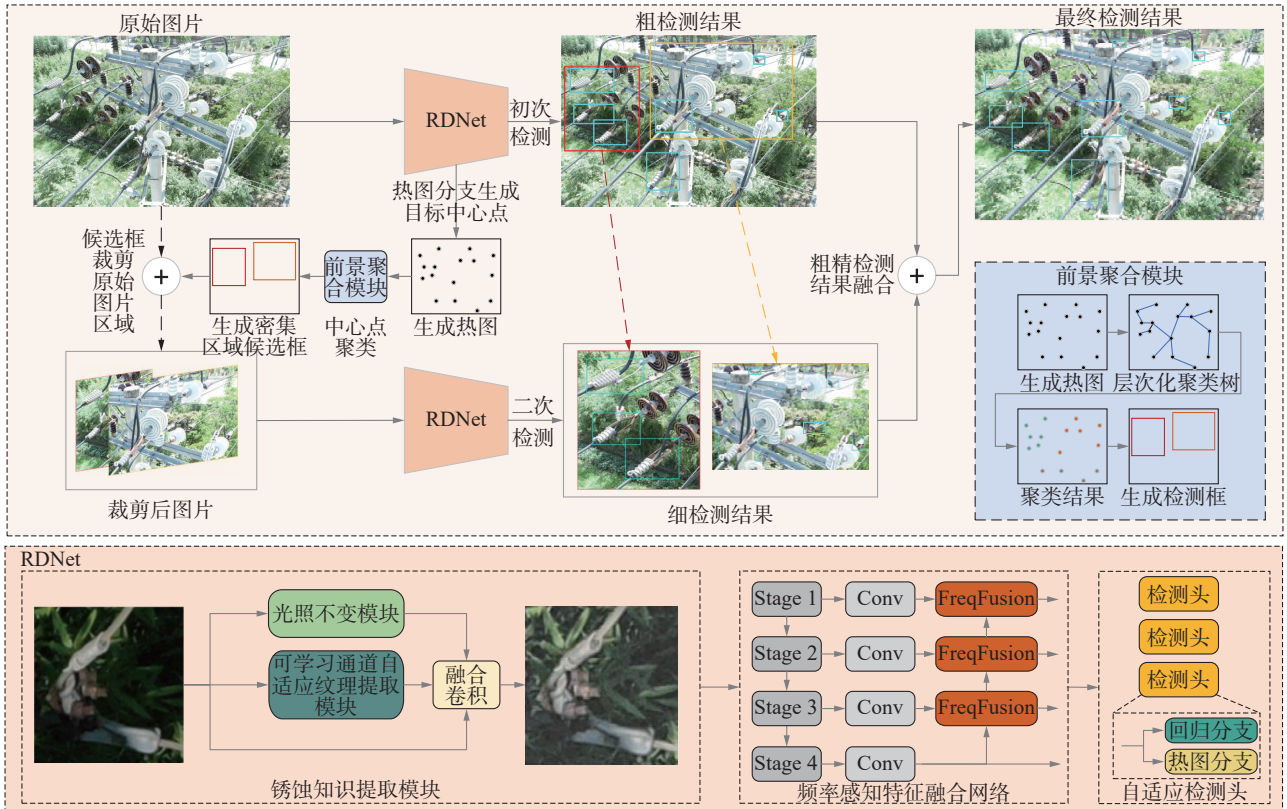 原始图片
粗检测结果
最终检测结果
RDNet
初次
检测
热图分支生成
目标中心点
候选框
裁剪
原始
图片
区域
+
前景聚
合模块
生成密集
区域候选框
中心点
聚类
生成热图
粗精检测
结果融合
+
前景聚合模块
生成热图
层次化聚类树
聚类结果
生成检测框
RDNet
二次
检测
裁剪后图片
细检测结果
RDNet
光照不变模块
可学习通道自
适应纹理提取
模块
融合
卷积
锈蚀知识提取模块
Stage 1
Conv
FreqFusion
Stage 2
Conv
FreqFusion
Stage 3
Conv
FreqFusion
Stage 4
Conv
频率感知特征融合网络
检测头
检测头
检测头
回归分支
热图分支
自适应检测头